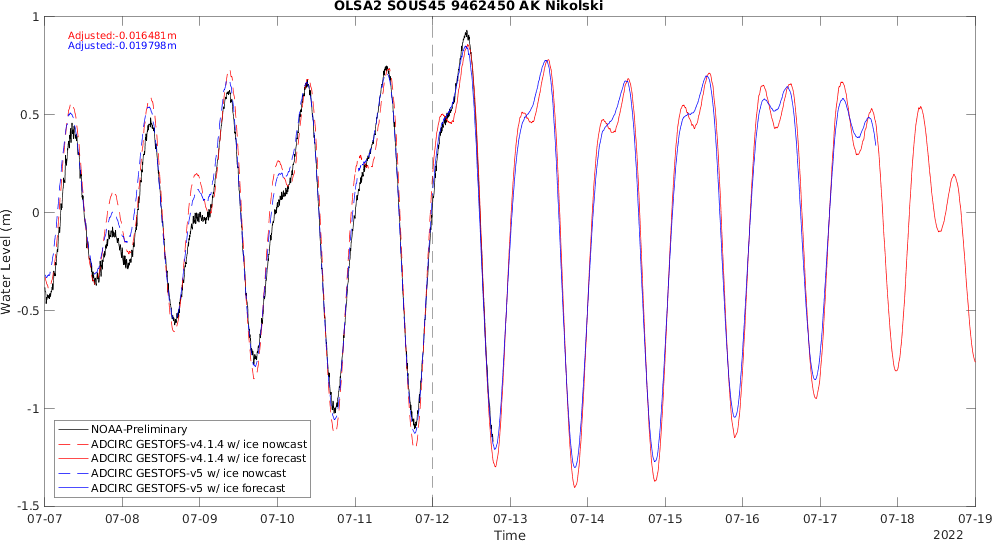 OLSA2 SOUS45 9462450 AK Nikolski
Adjusted:-0.016481m
Adjusted:-0.019798m
Water Level (m)
1
0.5
0
-0.5
-1
-1.5
NOAA-Preliminary
ADCIRC GESTOFS-v4.1.4 w/ ice nowcast
ADCIRC GESTOFS-v4.1.4 w/ ice forecast
ADCIRC GESTOFS-v5 w/ ice nowcast
ADCIRC GESTOFS-v5 w/ ice forecast
07-07 07-08 07-09 07-10 07-11 07-12 07-13 07-14 07-15 07-16 07-17 07-18 07-19
Time
2022